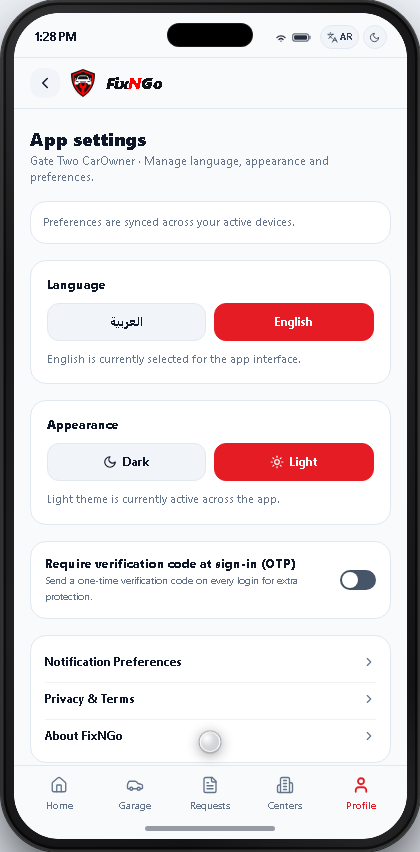 1:28 PM
AR
FixNGo
App settings
Gate Two CarOwner · Manage language, appearance and
preferences.
Preferences are synced across your active devices.
Language
العربية
English
English is currently selected for the app interface.
Appearance
Dark
Light
Light theme is currently active across the app.
Require verification code at sign-in (OTP)
Send a one-time verification code on every login for extra
protection.
Notification Preferences
Privacy & Terms
About FixNGo
Home
Garage
Requests
Centers
Profile